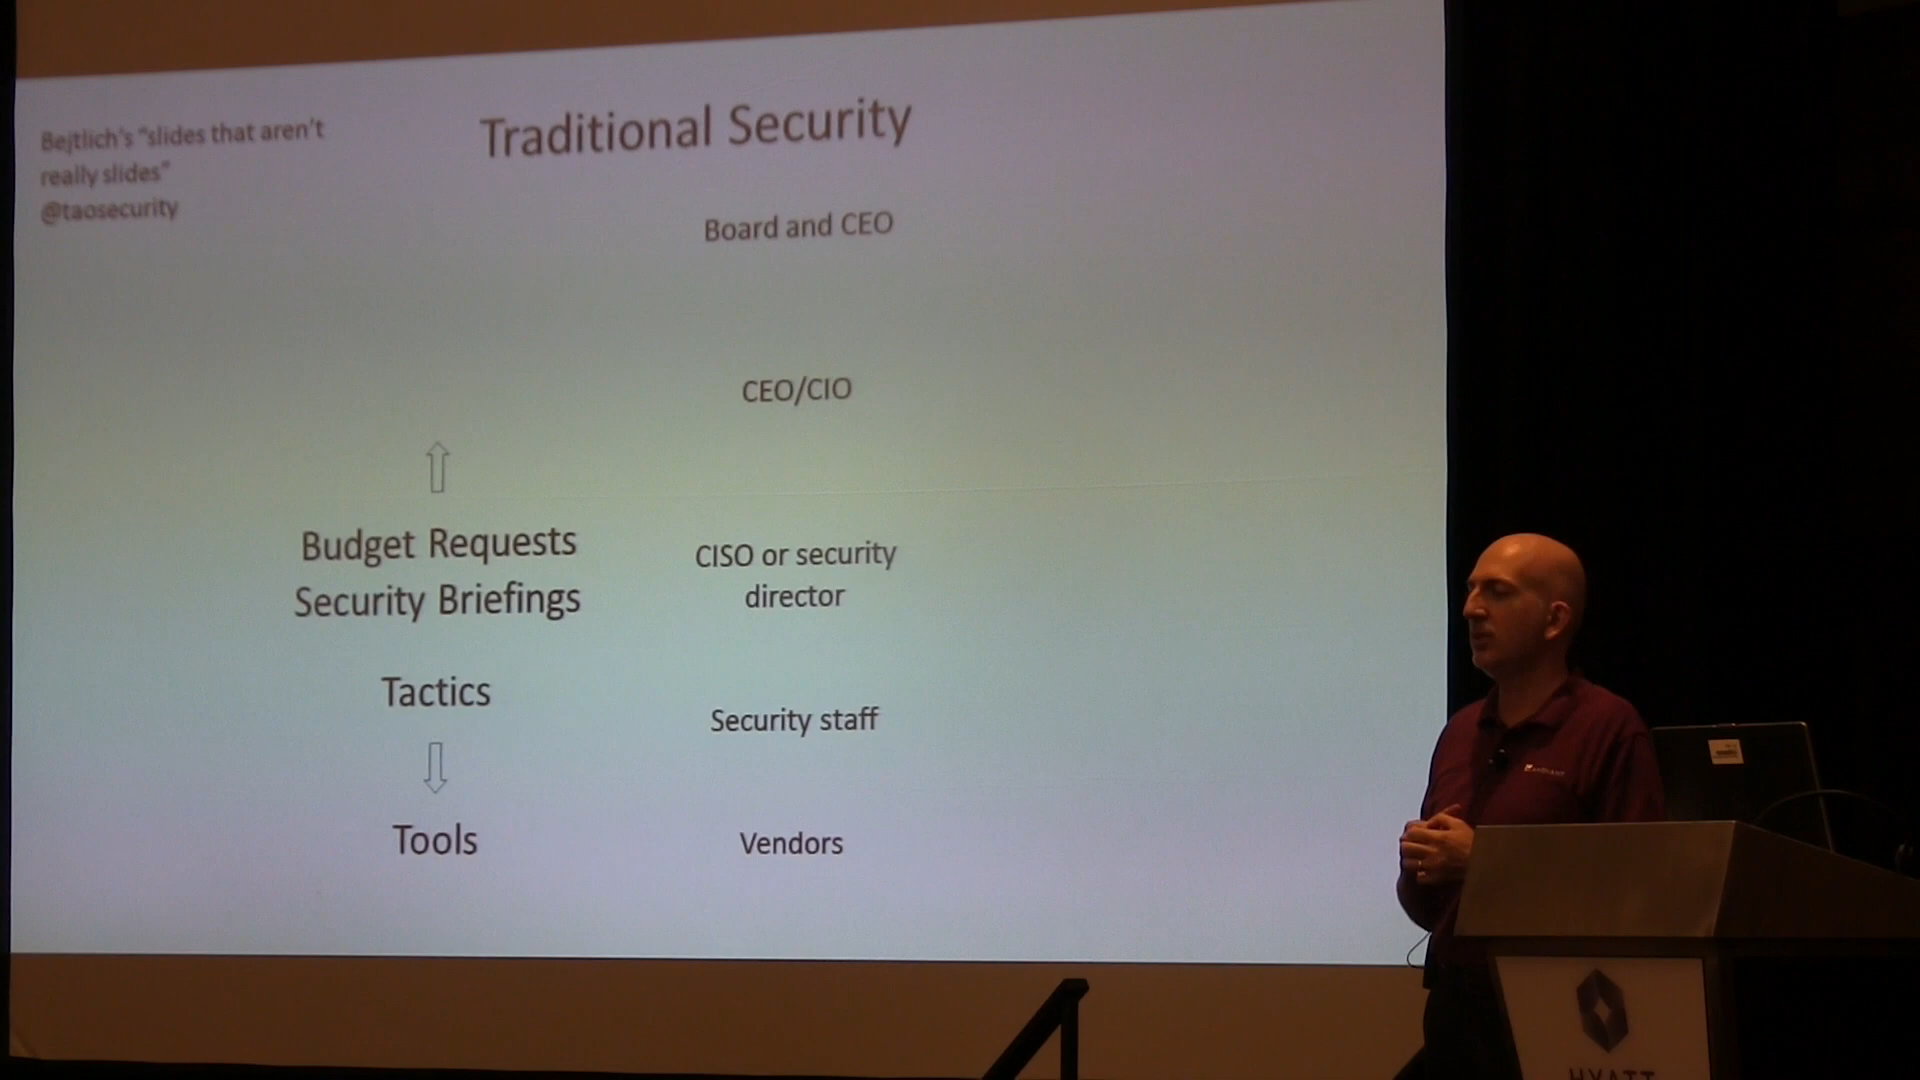 Bejtlich's "slides that aren't
really slides"
@taosecurity
Traditional Security
Board and CEO
CEO/CIO
Budget Requests
Security Briefings
CISO or security
director
Tactics
Security staff
Tools
Vendors
HYATT